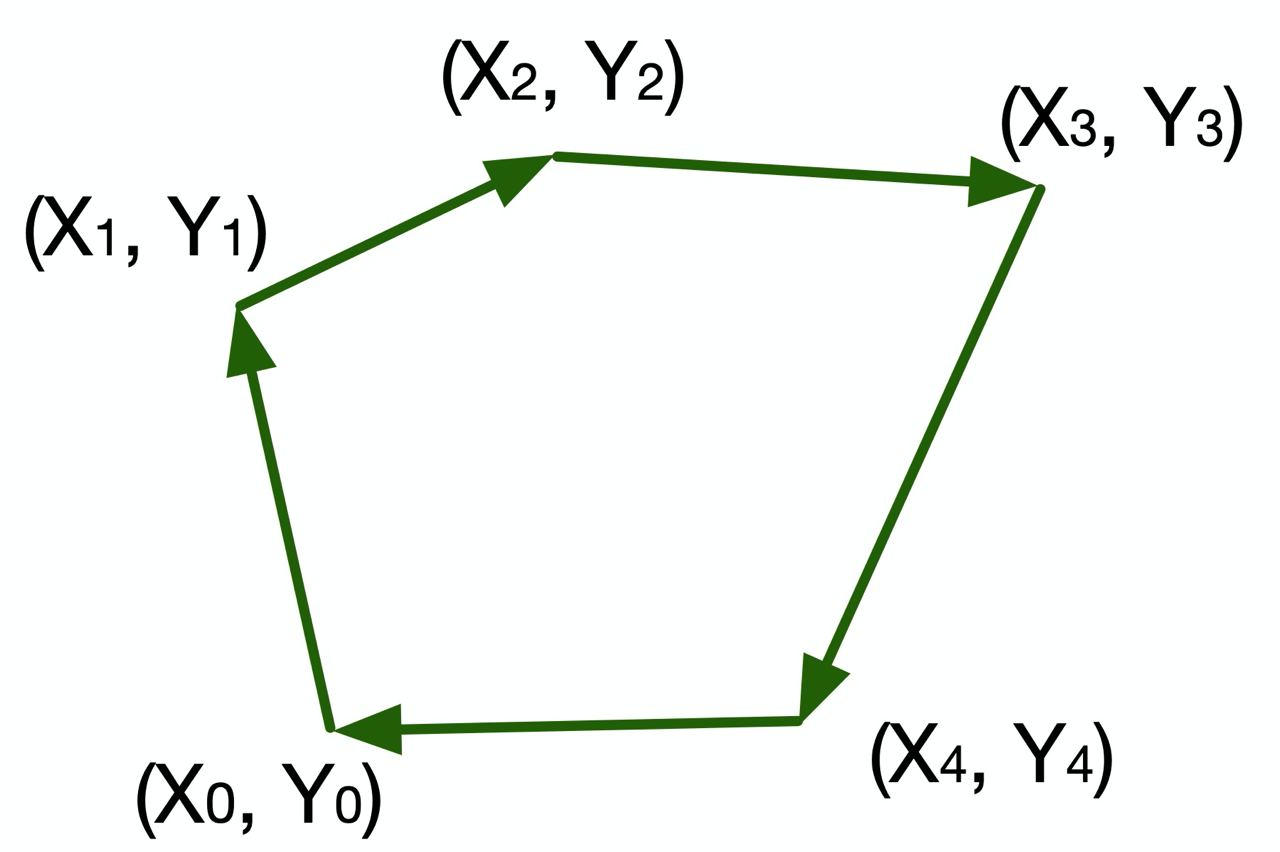 (X2, Y2)
(X3, Y3)
(X1, Y1)
(X4, Y4)
(X0, Y0)